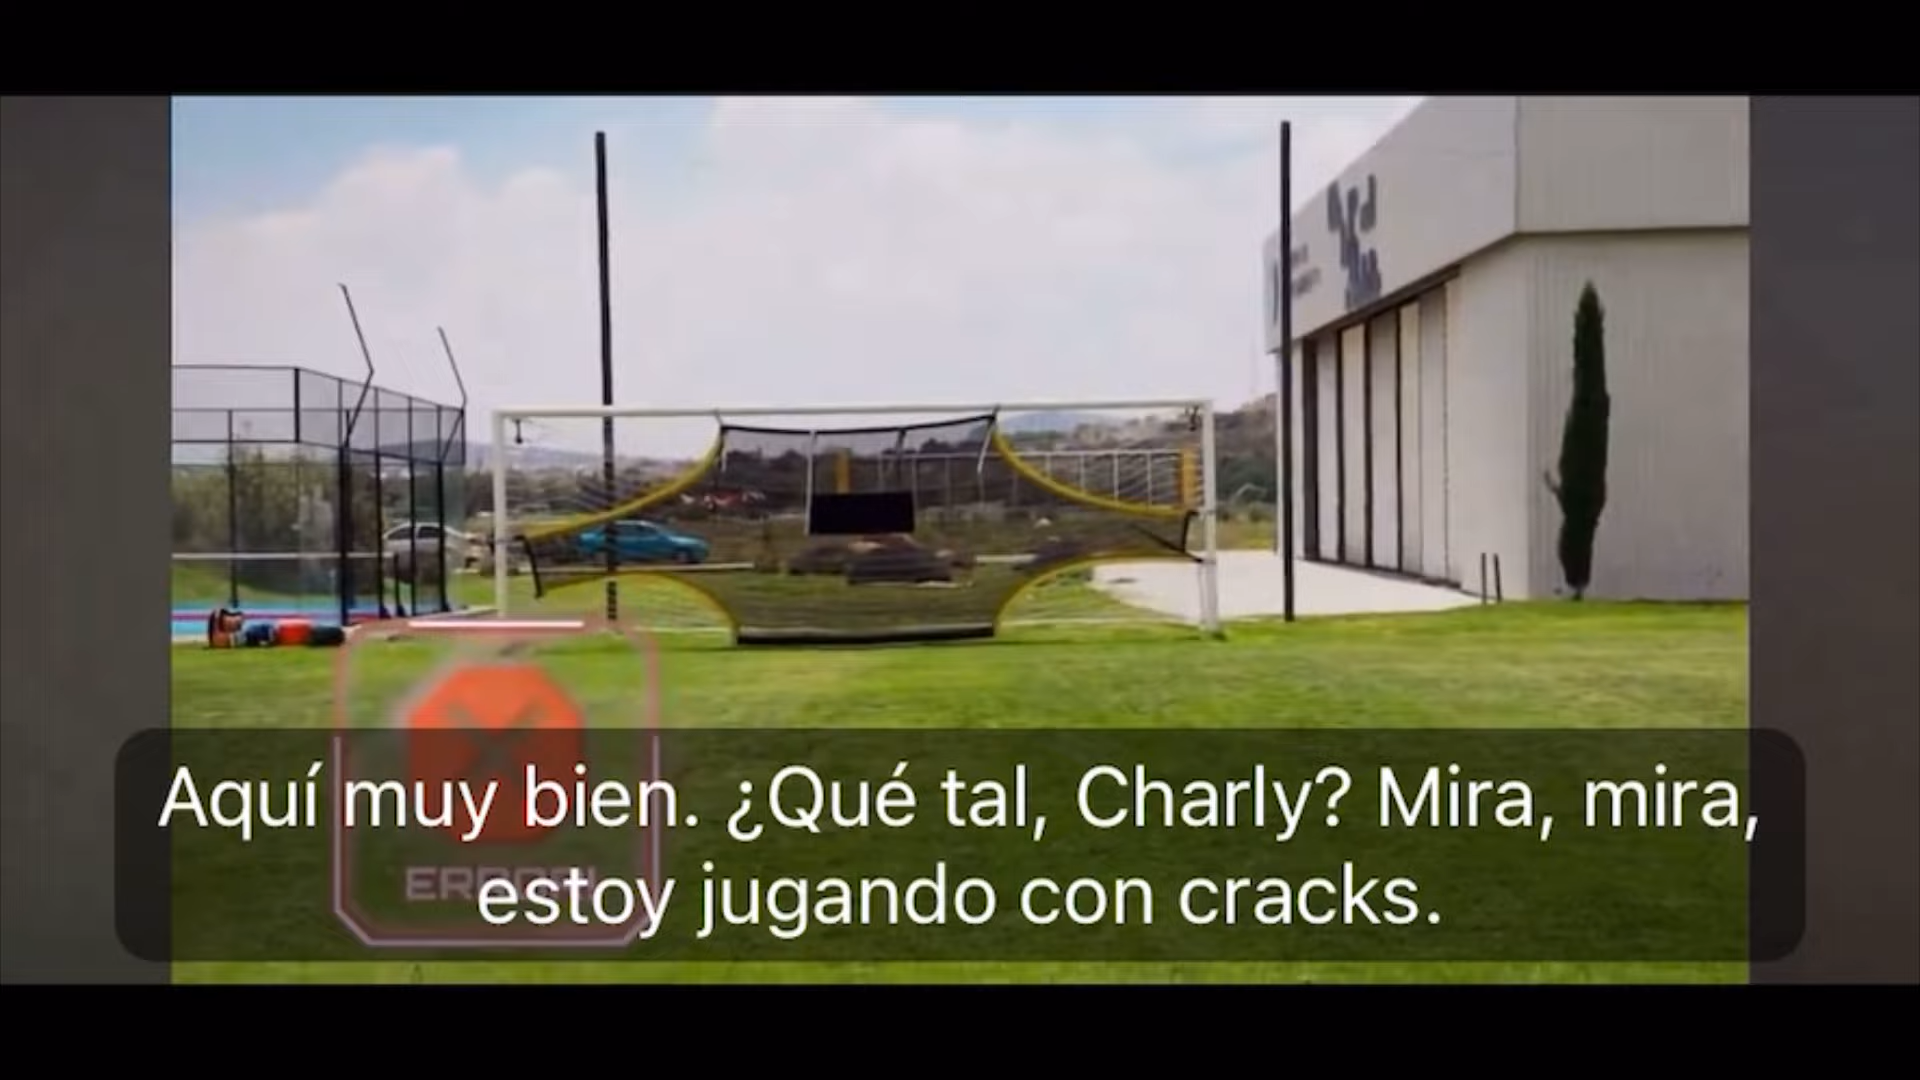 Aquí muy bien. ¿Qué tal, Charly? Mira, mira,
estoy jugando con cracks.